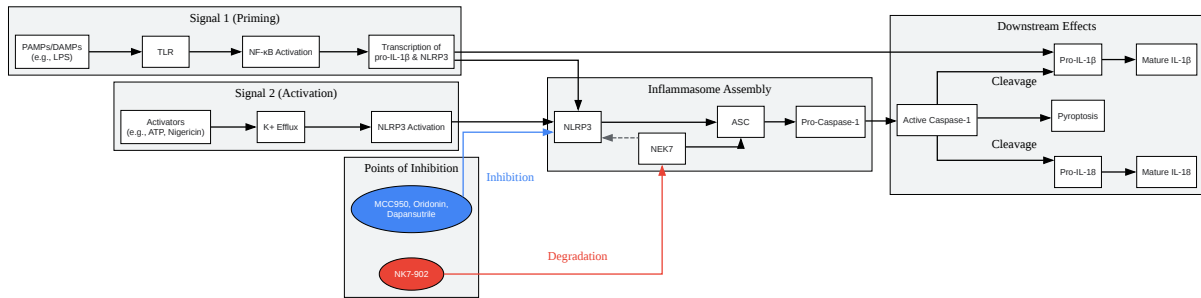 Signal 1 (Priming)
PAMPs/DAMPs
(e.g., LPS)
TLR
NF-κB Activation
Transcription of
pro-IL-1β & NLRP3
Signal 2 (Activation)
Activators
(e.g., ATP, Nigericin)
K+ Efflux
NLRP3 Activation
Points of Inhibition
MCC950, Oridonin,
Dapansutrile
NK7-902
Inhibition
Degradation
Inflammasome Assembly
NLRP3
NEK7
ASC
Pro-Caspase-1
Downstream Effects
Active Caspase-1
Cleavage
Cleavage
Pro-IL-1β
Mature IL-1β
Pyroptosis
Pro-IL-18
Mature IL-18